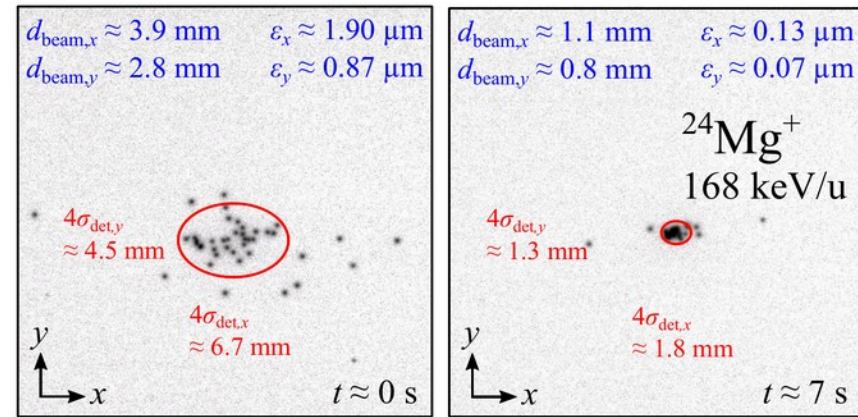 d_beam,x ≈ 3.9 mm ε_x ≈ 1.90 µm
d_beam,y ≈ 2.8 mm ε_y ≈ 0.87 µm
4σ_det,y
≈ 4.5 mm
4σ_det,x
≈ 6.7 mm
y
x
t ≈ 0 s
d_beam,x ≈ 1.1 mm ε_x ≈ 0.13 µm
d_beam,y ≈ 0.8 mm ε_y ≈ 0.07 µm
²⁴Mg⁺
168 keV/u
4σ_det,y
≈ 1.3 mm
4σ_det,x
≈ 1.8 mm
y
x
t ≈ 7 s